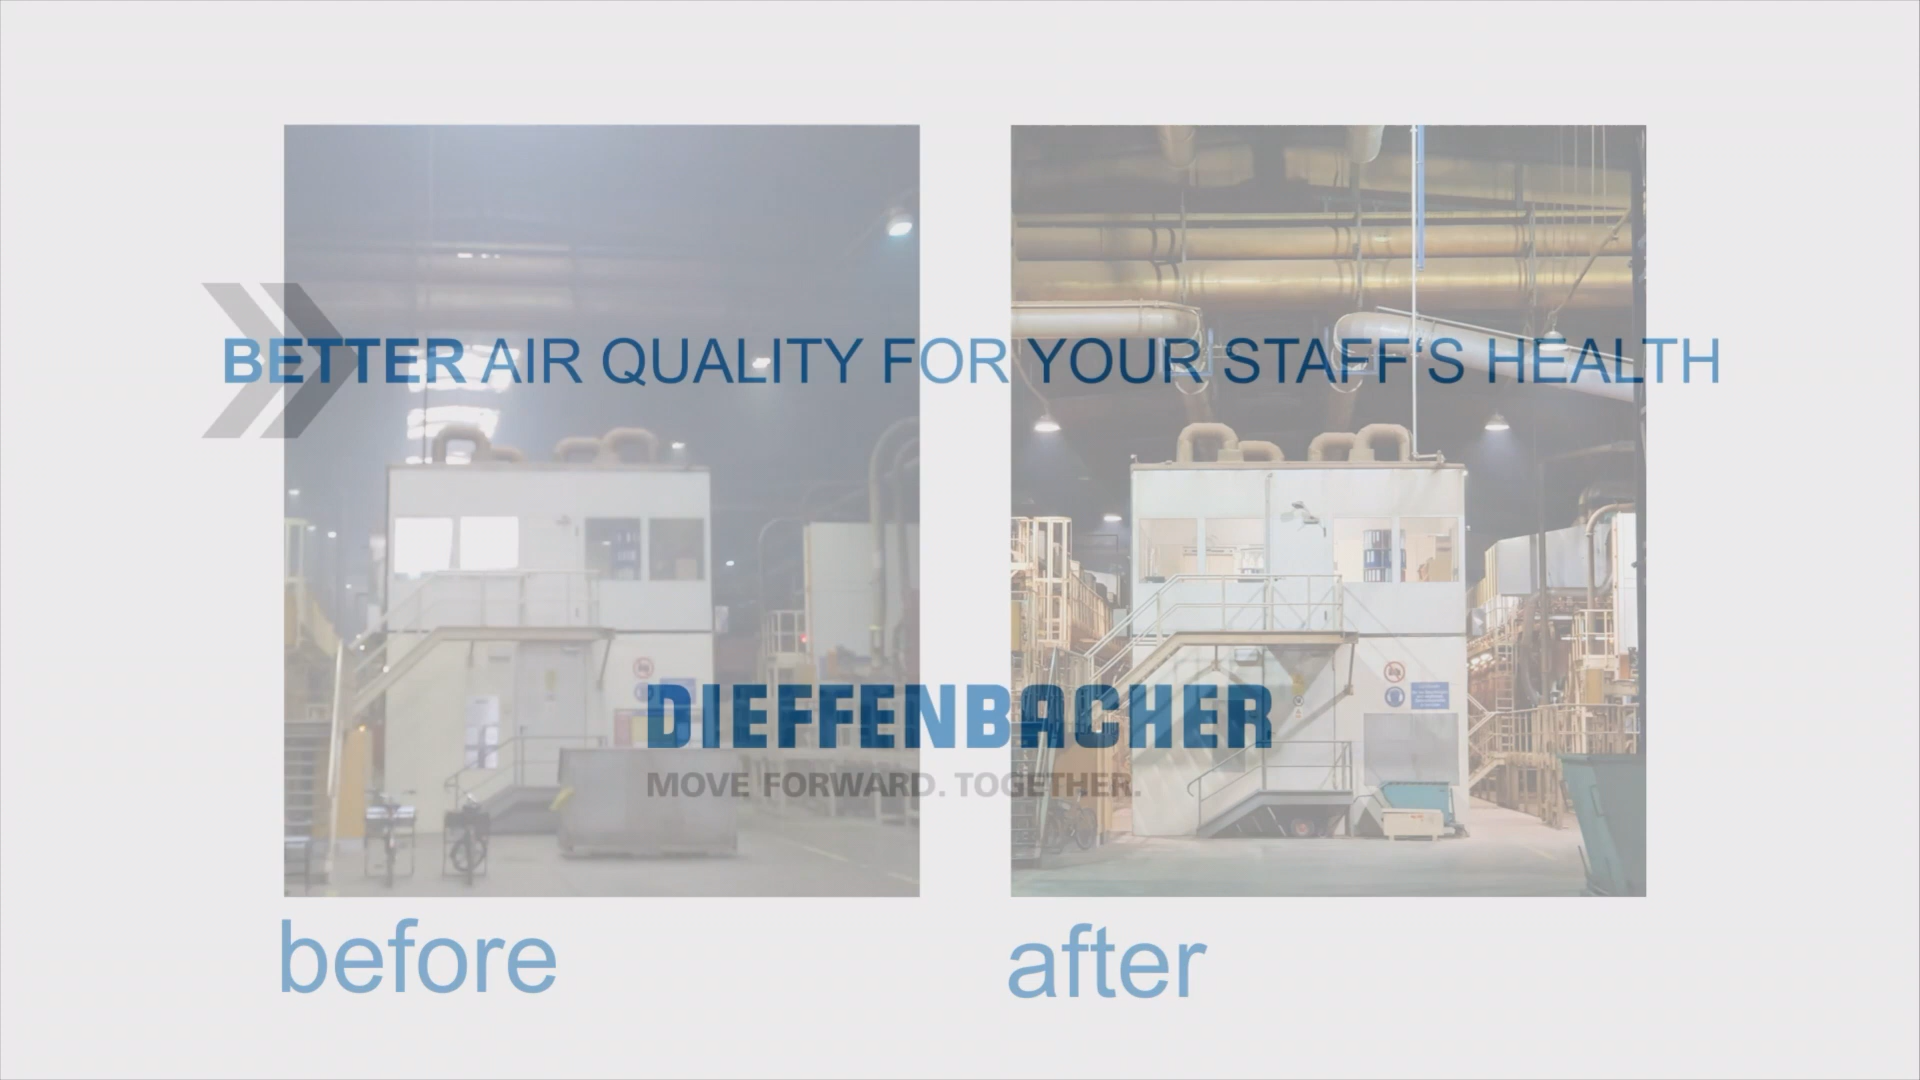 BETTER AIR QUALITY FOR YOUR STAFF'S HEALTH
DIEFFENBACHER
MOVE FORWARD. TOGETHER.
before
after